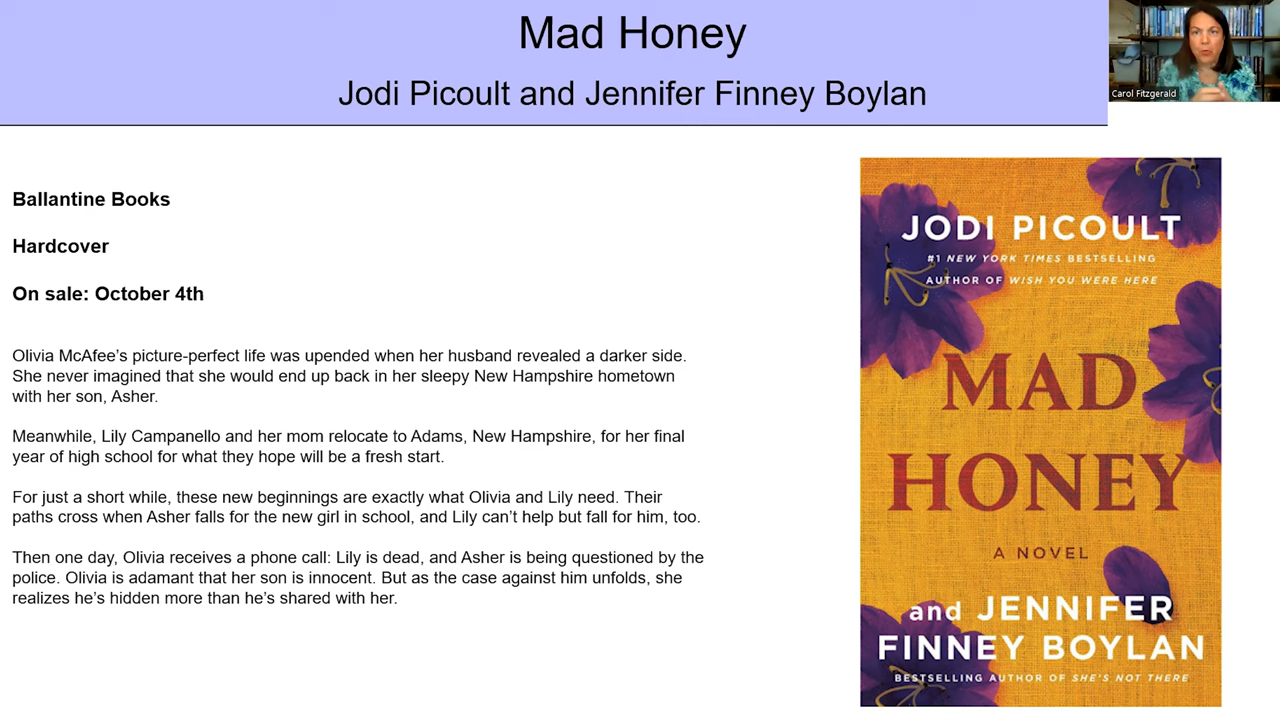 Mad Honey
Jodi Picoult and Jennifer Finney Boylan
Carol Fitzgerald
Ballantine Books
Hardcover
On sale: October 4th
Olivia McAfee’s picture-perfect life was upended when her husband revealed a darker side.
She never imagined that she would end up back in her sleepy New Hampshire hometown
with her son, Asher.
Meanwhile, Lily Campanello and her mom relocate to Adams, New Hampshire, for her final
year of high school for what they hope will be a fresh start.
For just a short while, these new beginnings are exactly what Olivia and Lily need. Their
paths cross when Asher falls for the new girl in school, and Lily can’t help but fall for him, too.
Then one day, Olivia receives a phone call: Lily is dead, and Asher is being questioned by the
police. Olivia is adamant that her son is innocent. But as the case against him unfolds, she
realizes he’s hidden more than he’s shared with her.
JODI PICOULT
#1 NEW YORK TIMES BESTSELLING
AUTHOR OF WISH YOU WERE HERE
MAD
HONEY
A NOVEL
and JENNIFER
FINNEY BOYLAN
BESTSELLING AUTHOR OF SHE'S NOT THERE